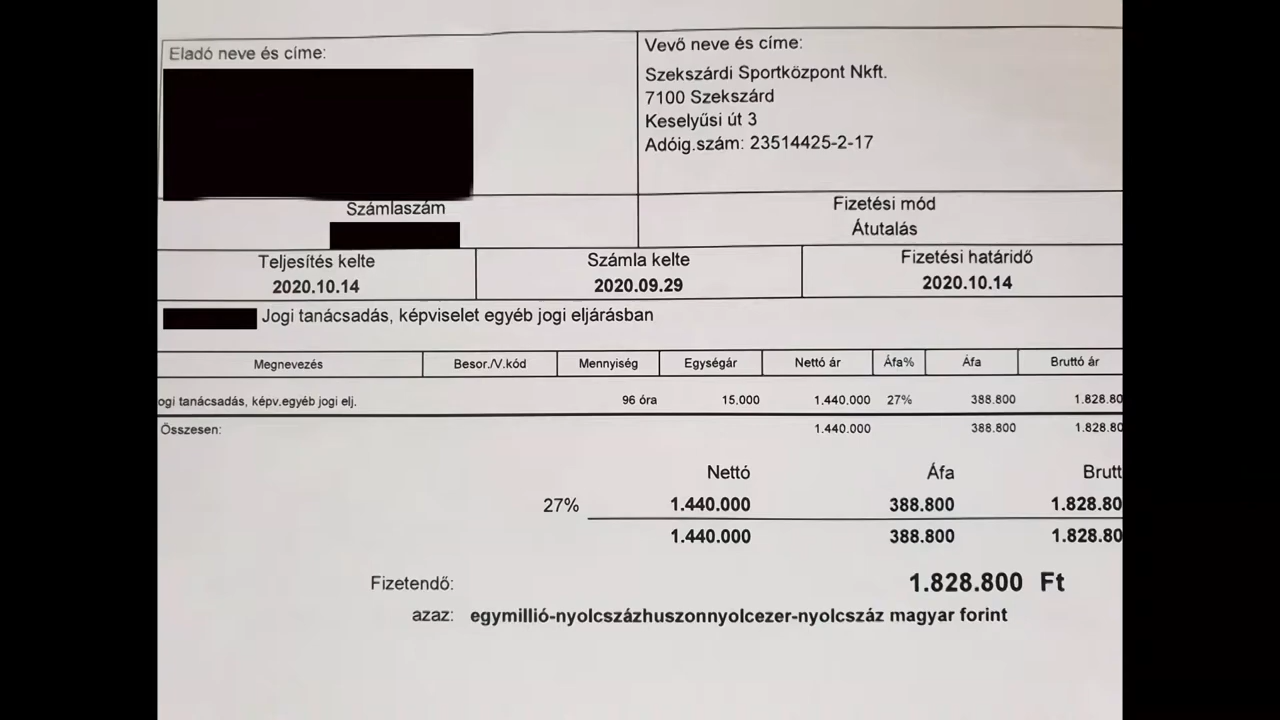 Eladó neve és címe:
Vevő neve és címe:
Szekszárdi Sportközpont Nkft.
7100 Szekszárd
Keselyűsi út 3
Adóig.szám: 23514425-2-17
Számlaszám
Fizetési mód
Átutalás
Teljesítés kelte
2020.10.14
Számla kelte
2020.09.29
Fizetési határidő
2020.10.14
Jogi tanácsadás, képviselet egyéb jogi eljárásban
Megnevezés Besor./V.kód Mennyiség Egységár Nettó ár Áfa% Áfa Bruttó ár
ogi tanácsadás, képv.egyéb jogi elj. 96 óra 15.000 1.440.000 27% 388.800 1.828.80
Összesen: 1.440.000 388.800 1.828.80
Nettó Áfa Brutt
27% 1.440.000 388.800 1.828.80
1.440.000 388.800 1.828.80
Fizetendő: 1.828.800 Ft
azaz: egymillió-nyolcszázhuszonnyolcezer-nyolcszáz magyar forint